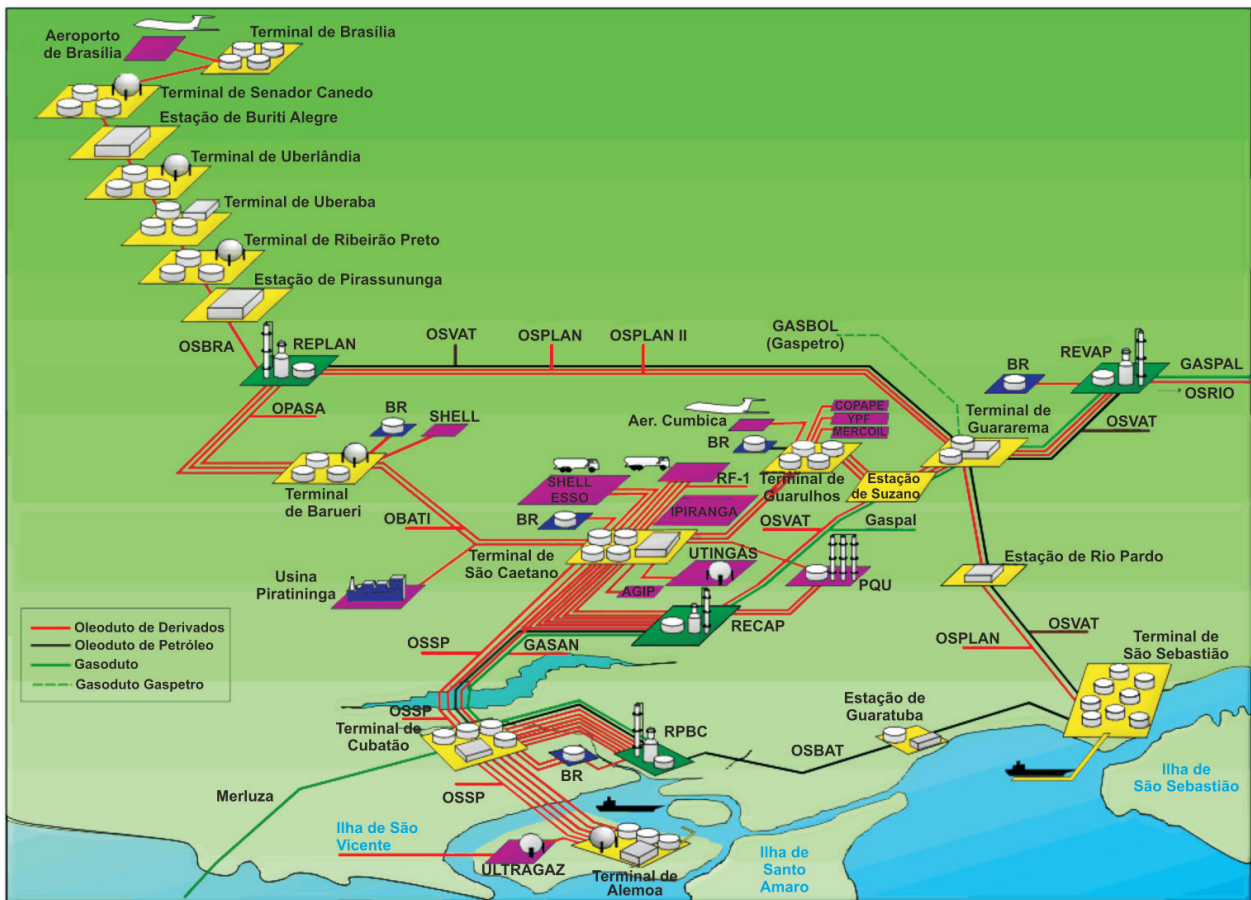 Aeroporto
de Brasília
Terminal de Brasília
Terminal de Senador Canedo
Estação de Buriti Alegre
Terminal de Uberlândia
Terminal de Uberaba
Terminal de Ribeirão Preto
Estação de Pirassununga
OSBRA
REPLAN
OSVAT
OSPLAN
OSPLAN II
GASBOL
(Gaspetro)
REVAP
BR
GASPAL
OSRIO
OPASA
BR
SHELL
Aer. Cumbica
COPAPE
YPF
MERCOIL
BR
Terminal de
Guararema
OSVAT
Terminal
de Barueri
SHELL
ESSO
RF-1
Terminal de
Guarulhos
Estação
de Suzano
IPIRANGA
BR
OBATI
OSVAT
Gaspal
Terminal de
São Caetano
UTINGÁS
Estação de Rio Pardo
Usina
Piratininga
AGIP
PQU
RECAP
Oleoduto de Derivados
Oleoduto de Petróleo
Gasoduto
Gasoduto Gaspetro
OSSP
GASAN
OSPLAN
OSVAT
Terminal de
São Sebastião
OSSP
Terminal de
Cubatão
RPBC
Estação de
Guaratuba
OSBAT
BR
OSSP
Merluza
Ilha de
São Sebastião
Ilha de São
Vicente
ULTRAGAZ
Terminal de
Alemoa
Ilha de
Santo
Amaro